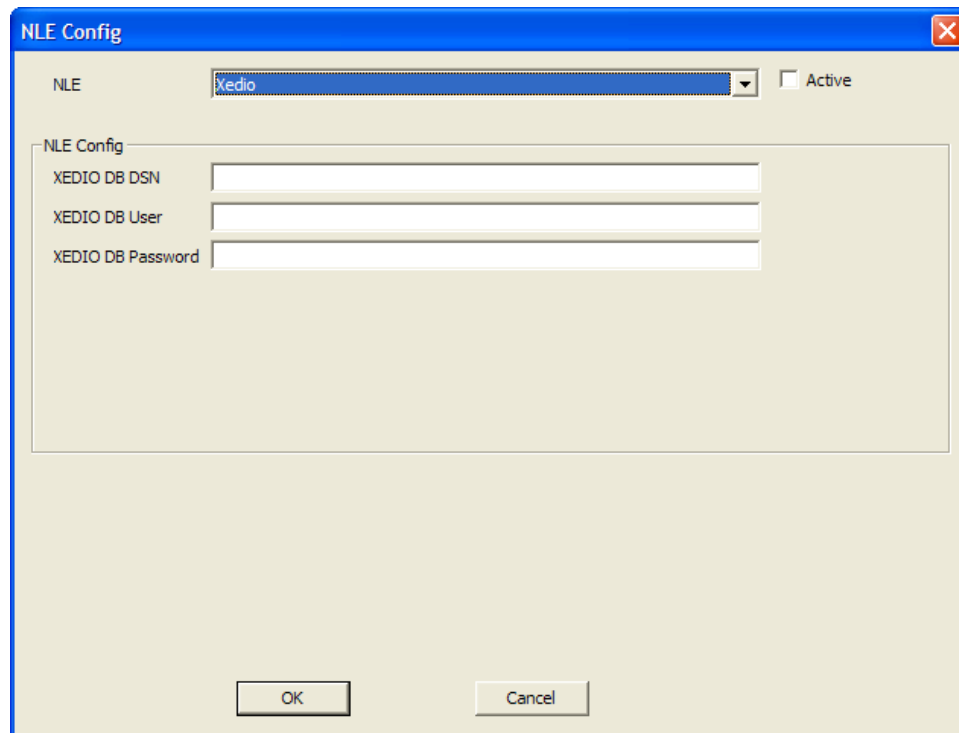 NLE Config
NLE Xedio Active
NLE Config
XEDIO DB DSN
XEDIO DB User
XEDIO DB Password
OK Cancel